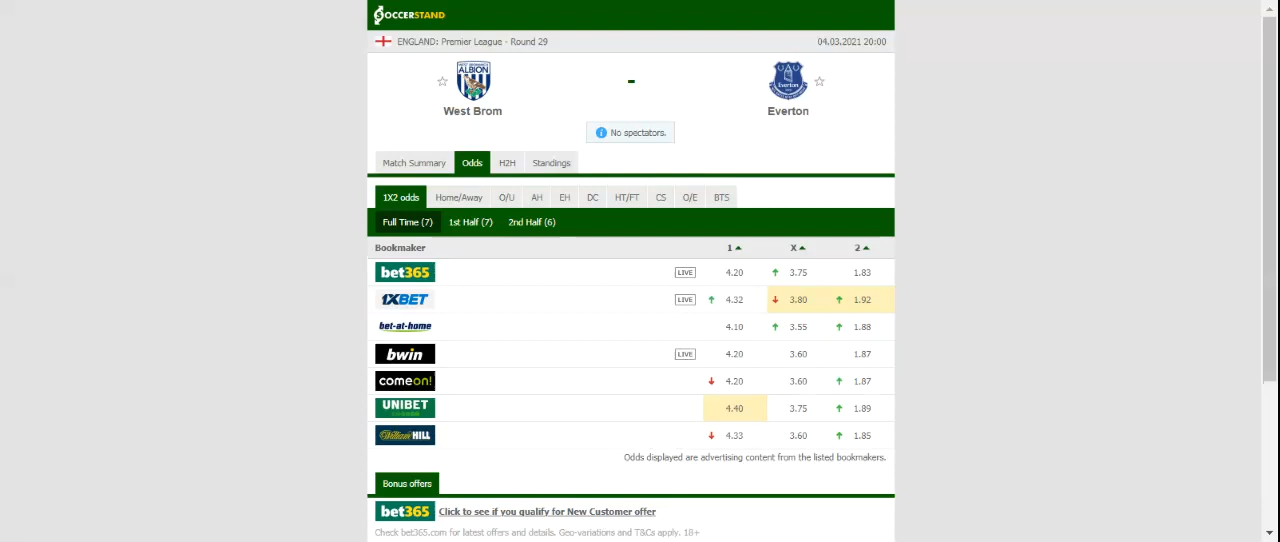 SOCCERSTAND
ENGLAND: Premier League - Round 29 04.03.2021 20:00
West Brom - Everton
No spectators.
Match Summary Odds H2H Standings
1X2 odds Home/Away O/U AH EH DC HT/FT CS O/E BTS
Full Time (7) 1st Half (7) 2nd Half (6)
Bookmaker 1 X 2
bet365 LIVE 4.20 3.75 1.83
1XBET LIVE 4.32 3.80 1.92
bet-at-home 4.10 3.55 1.88
bwin LIVE 4.20 3.60 1.87
comeon! 4.20 3.60 1.87
UNIBET 4.40 3.75 1.89
William HILL 4.33 3.60 1.85
Odds displayed are advertising content from the listed bookmakers.
Bonus offers
bet365 Click to see if you qualify for New Customer offer
Check bet365.com for latest offers and details. Geo-variations and T&Cs apply. 18+